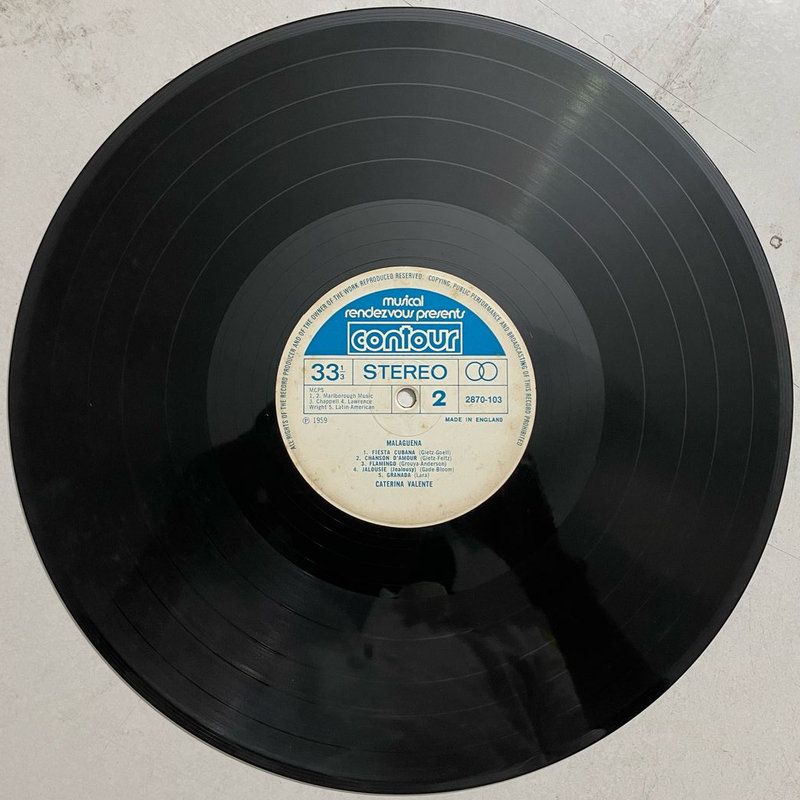 ALL RIGHTS OF THE RECORD PRODUCER AND OF THE OWNER OF THE WORK REPRODUCED RESERVED. COPYING, PUBLIC PERFORMANCE AND BROADCASTING OF THIS RECORD PROHIBITED
musical
rendezvous presents
contour
33 1/3 STEREO
MCPS
1, 2. Marlborough Music
3. Chappell 4. Lawrence
Wright 5. Latin-American
2 2870-103
Ⓟ 1959 MADE IN ENGLAND
MALAGUENA
1. FIESTA CUBANA (Gietz-Goell)
2. CHANSON D'AMOUR (Gietz-Feltz)
3. FLAMINGO (Grouya-Anderson)
4. JALOUSIE (Jealousy) (Gade-Bloom)
5. GRANADA (Lara)
CATERINA VALENTE